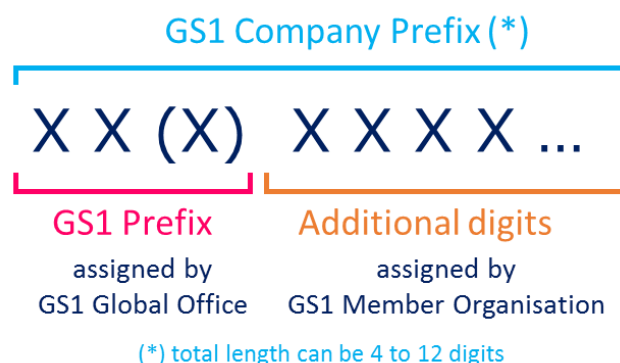 GS1 Company Prefix (*)
X X (X) X X X X ...
GS1 Prefix
assigned by
GS1 Global Office
Additional digits
assigned by
GS1 Member Organisation
(*) total length can be 4 to 12 digits